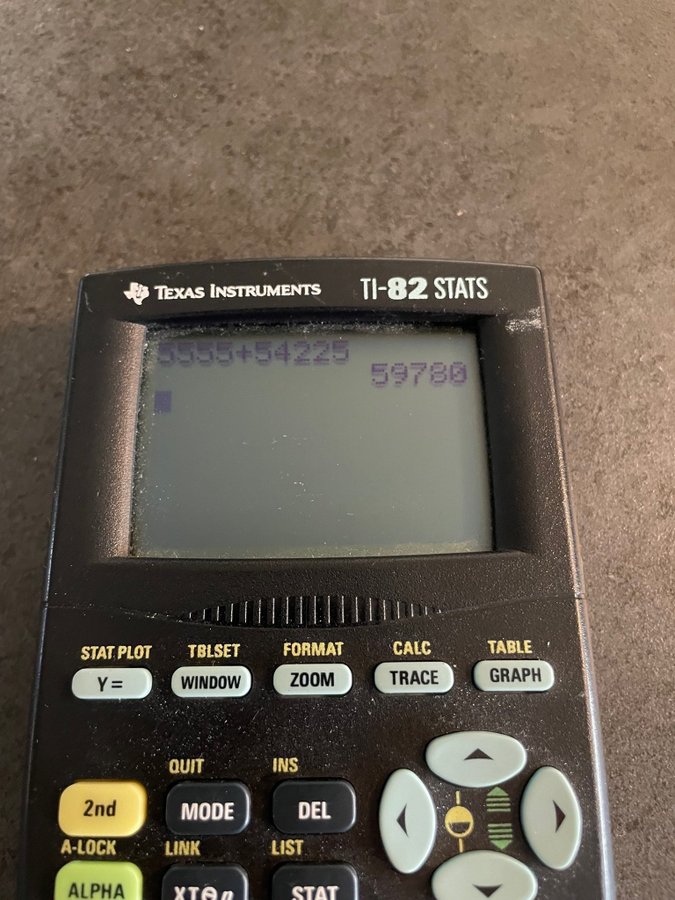 TEXAS INSTRUMENTS TI-82 STATS
5555+54225
59780
STAT PLOT TBLSET FORMAT CALC TABLE
Y= WINDOW ZOOM TRACE GRAPH
QUIT INS
2nd MODE DEL
A-LOCK LINK LIST
ALPHA XTθn STAT